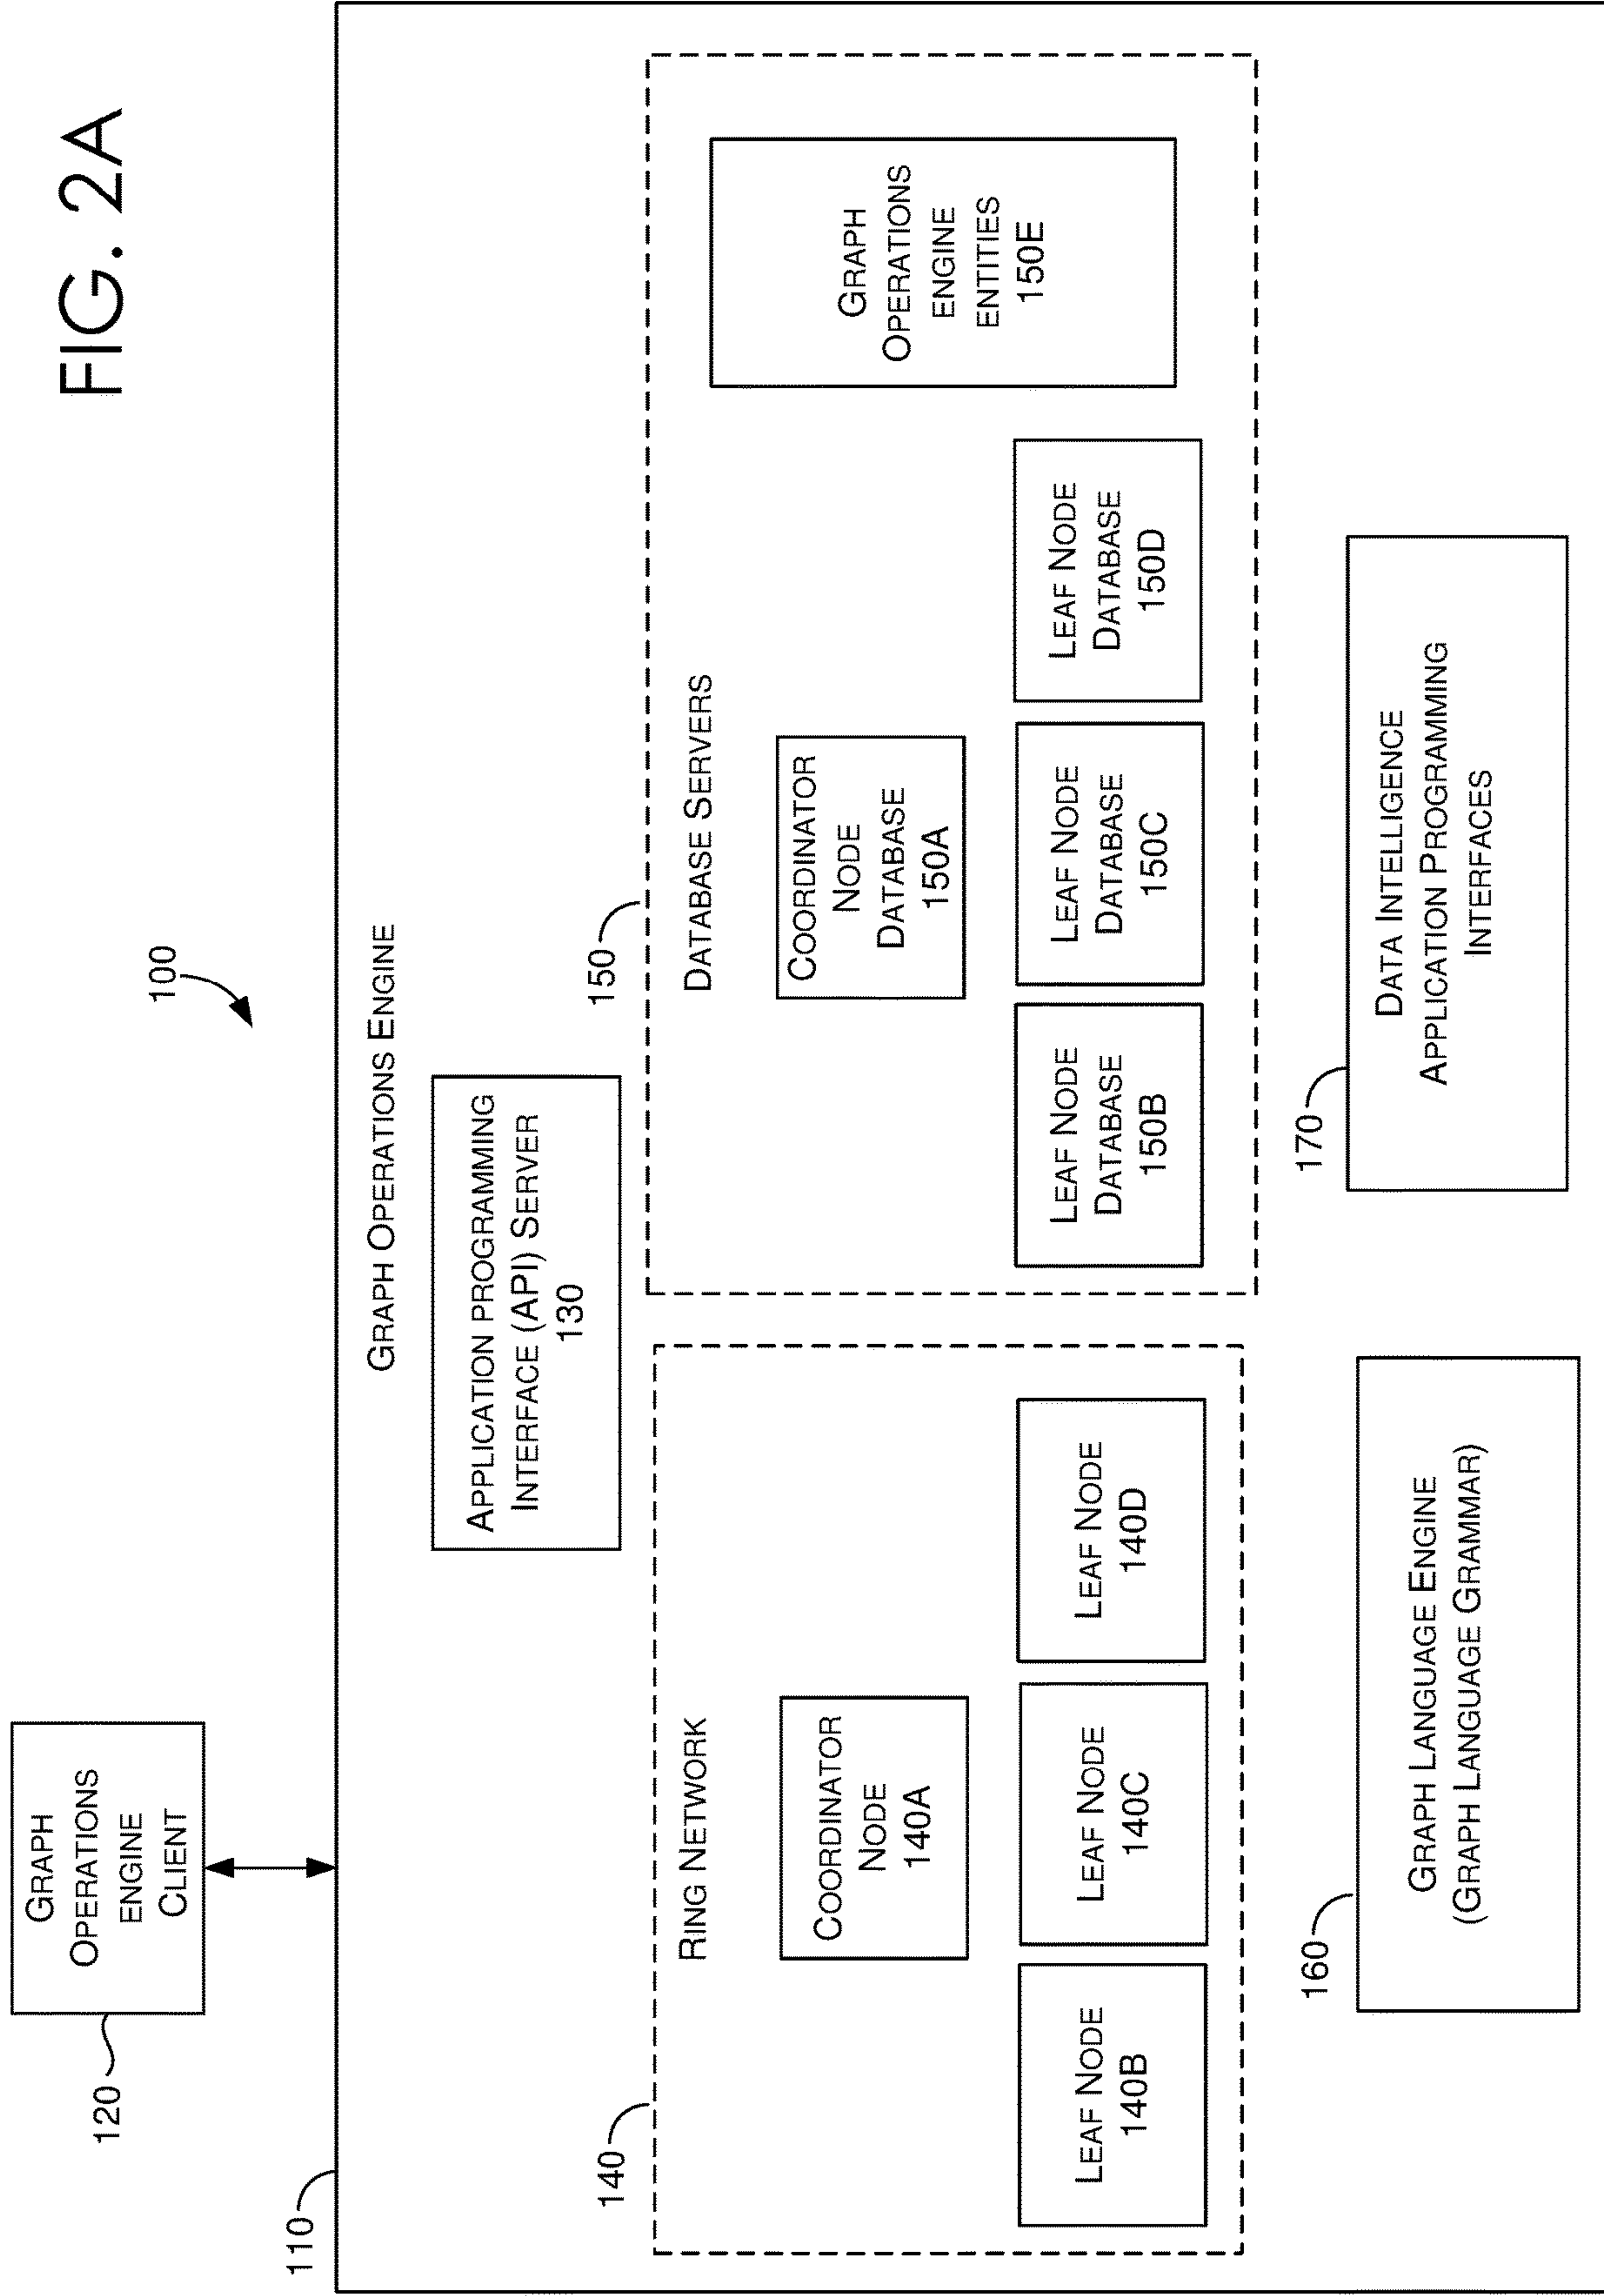 FIG. 2A
100
GRAPH
OPERATIONS
ENGINE
CLIENT
120
110
GRAPH OPERATIONS ENGINE
APPLICATION PROGRAMMING
INTERFACE (API) SERVER
130
140
RING NETWORK
COORDINATOR
NODE
140A
LEAF NODE
140B
LEAF NODE
140C
LEAF NODE
140D
150
DATABASE SERVERS
COORDINATOR
NODE
DATABASE
150A
LEAF NODE
DATABASE
150B
LEAF NODE
DATABASE
150C
LEAF NODE
DATABASE
150D
GRAPH
OPERATIONS
ENGINE
ENTITIES
150E
160
GRAPH LANGUAGE ENGINE
(GRAPH LANGUAGE GRAMMAR)
170
DATA INTELLIGENCE
APPLICATION PROGRAMMING
INTERFACES